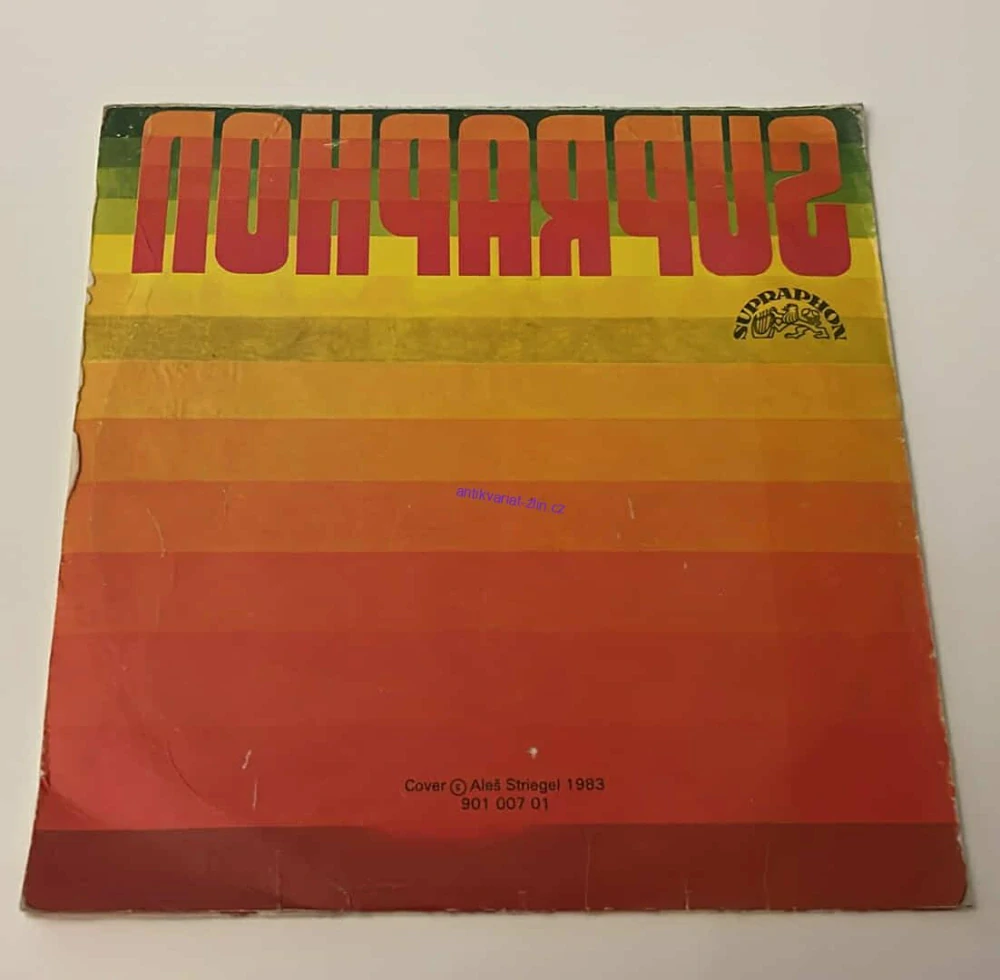 SUPRAPHON
SUPRAPHON
antikvariat-zlin.cz
Cover © Aleš Striegel 1983
901 007 01